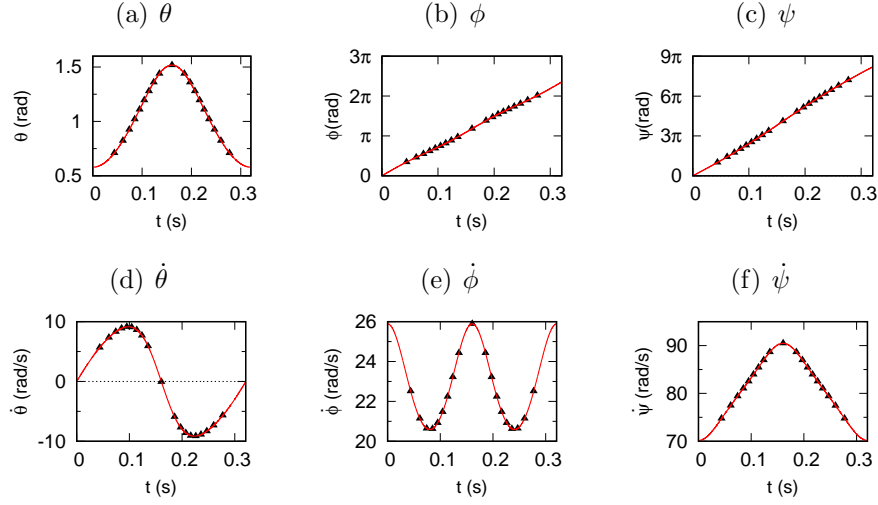 (a) θ
(b) ϕ
(c) ψ
1.5
1
0.5
θ (rad)
0 0.1 0.2 0.3
t (s)
3π
2π
π
0
ϕ(rad)
0 0.1 0.2 0.3
t (s)
9π
6π
3π
0
ψ(rad)
0 0.1 0.2 0.3
t (s)
(d) θ̇
(e) ϕ̇
(f) ψ̇
10
0
-10
θ̇ (rad/s)
0 0.1 0.2 0.3
t (s)
26
24
22
20
ϕ̇ (rad/s)
0 0.1 0.2 0.3
t (s)
90
80
70
ψ̇ (rad/s)
0 0.1 0.2 0.3
t (s)